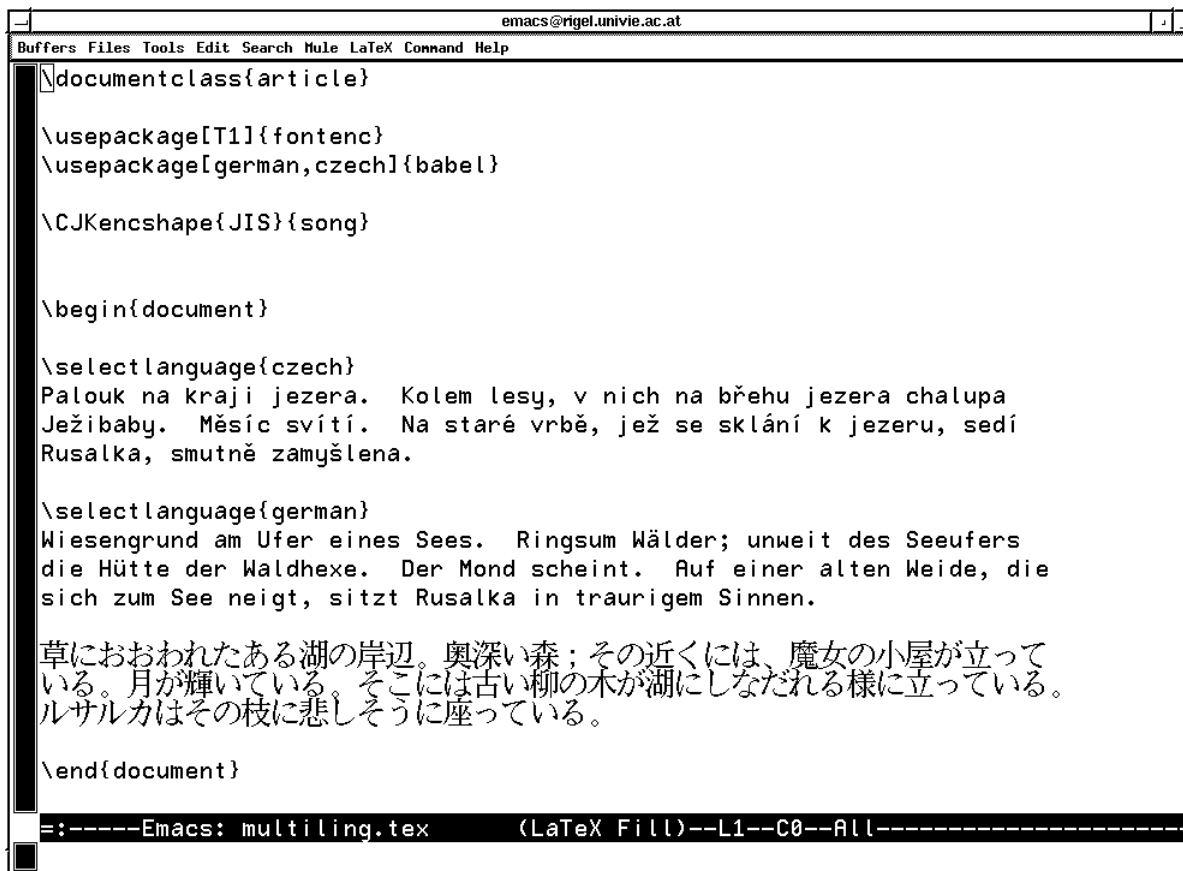 emacs@rigel.univie.ac.at
Buffers Files Tools Edit Search Mule LaTeX Command Help
\documentclass{article}
\usepackage[T1]{fontenc}
\usepackage[german,czech]{babel}
\CJKencshape{JIS}{song}
\begin{document}
\selectlanguage{czech}
Palouk na kraji jezera.  Kolem lesy, v nich na břehu jezera chalupa
Ježibaby.  Měsíc svítí.  Na staré vrbě, jež se sklání k jezeru, sedí
Rusalka, smutně zamyšlena.
\selectlanguage{german}
Wiesengrund am Ufer eines Sees.  Ringsum Wälder; unweit des Seeufers
die Hütte der Waldhexe.  Der Mond scheint.  Auf einer alten Weide, die
sich zum See neigt, sitzt Rusalka in traurigem Sinnen.
草におおわれたある湖の岸辺。奥深い森；その近くには、魔女の小屋が立って
いる。月が輝いている。そこには古い柳の木が湖にしなだれる様に立っている。
ルサルカはその枝に悲しそうに座っている。
\end{document}
=:-----Emacs: multiling.tex      (LaTeX Fill)--L1--C0--All----------------------